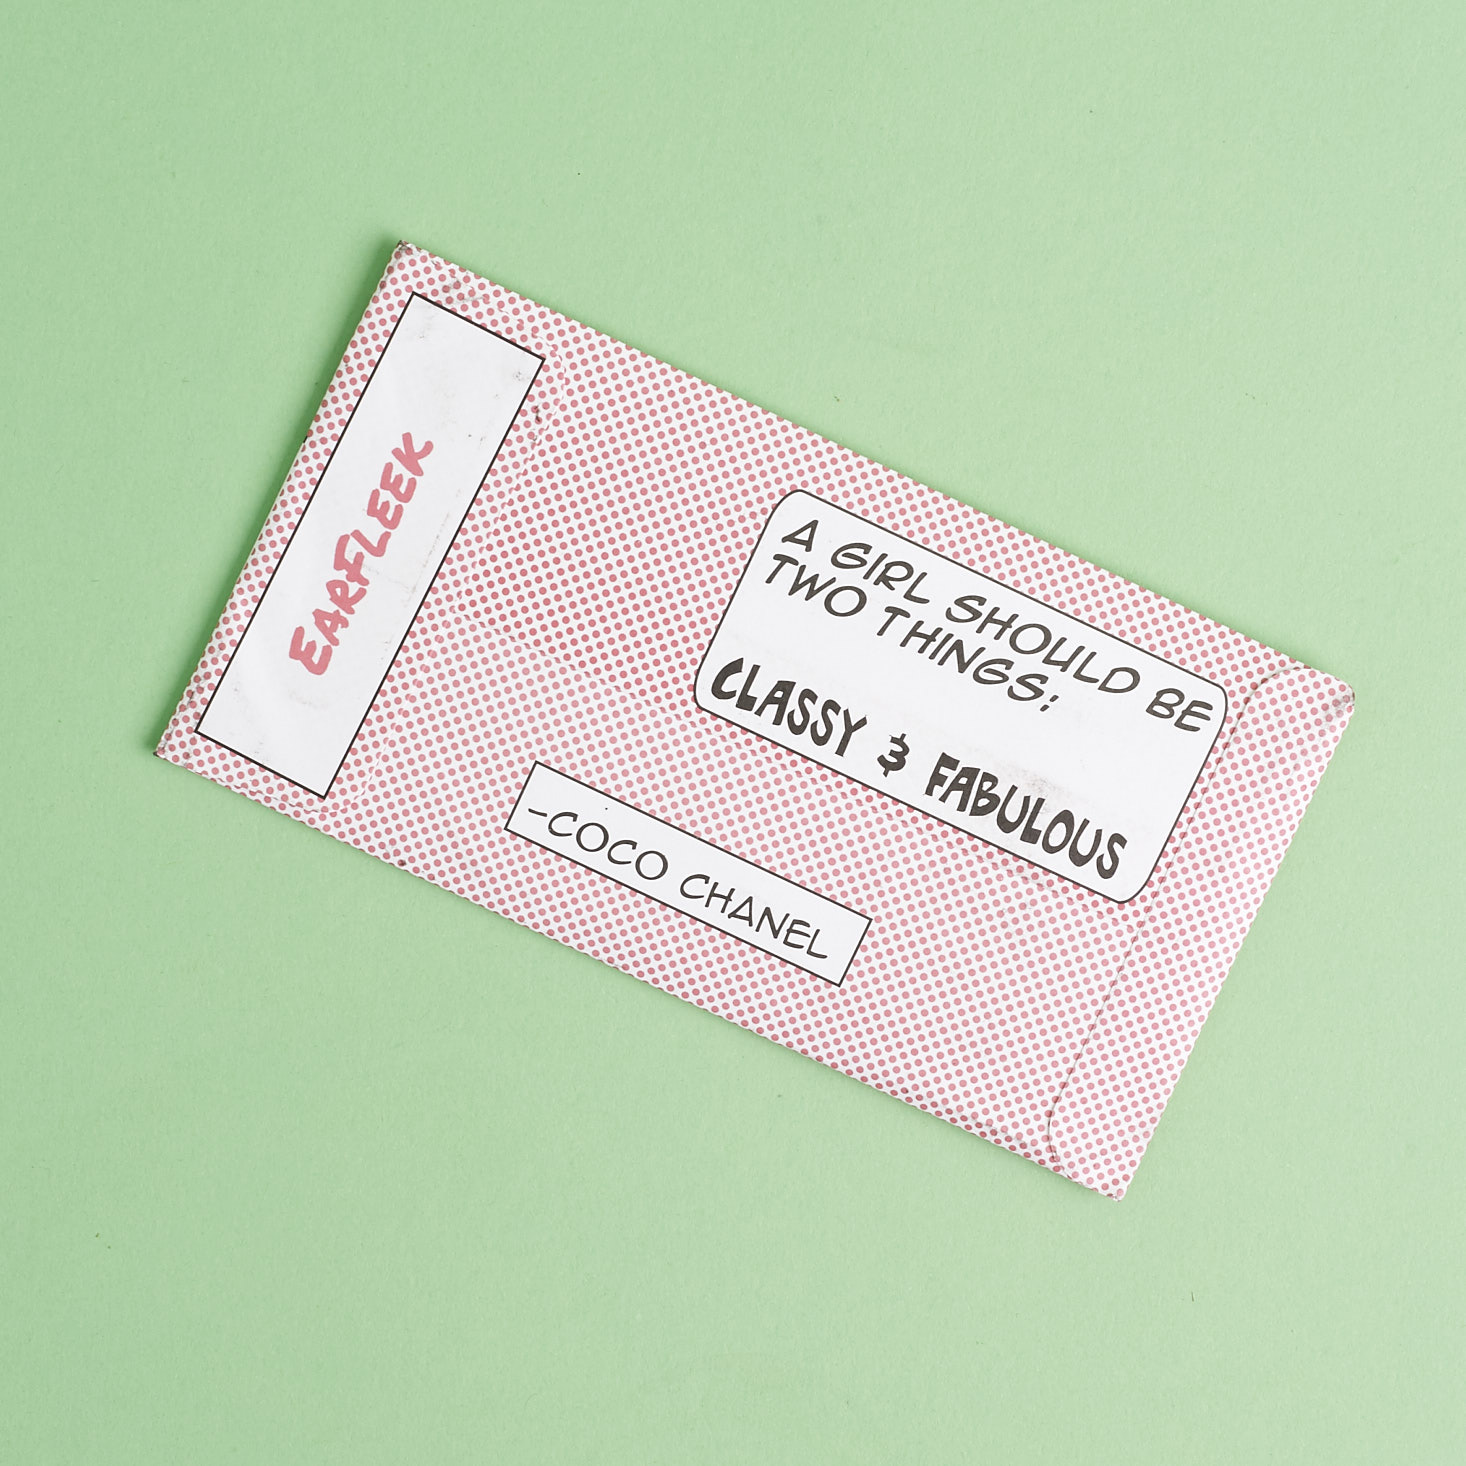 EARFLEEK
A GIRL SHOULD BE
TWO THINGS:
CLASSY & FABULOUS
-COCO CHANEL